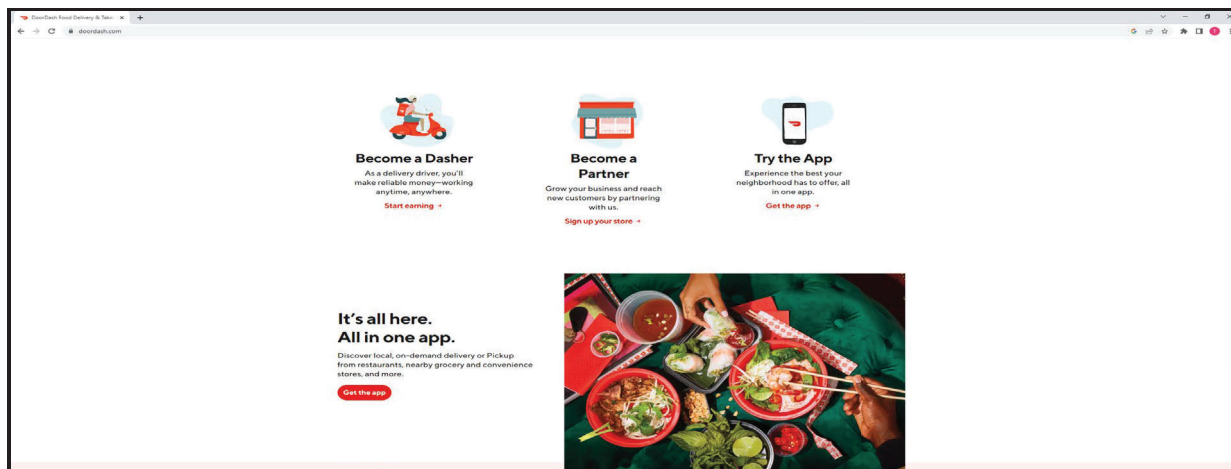 DoorDash Food Delivery & Take
doordash.com
Become a Dasher
As a delivery driver, you'll
make reliable money—working
anytime, anywhere.
Start earning →
Become a
Partner
Grow your business and reach
new customers by partnering
with us.
Sign up your store →
Try the App
Experience the best your
neighborhood has to offer, all
in one app.
Get the app →
It's all here.
All in one app.
Discover local, on-demand delivery or Pickup
from restaurants, nearby grocery and convenience
stores, and more.
Get the app